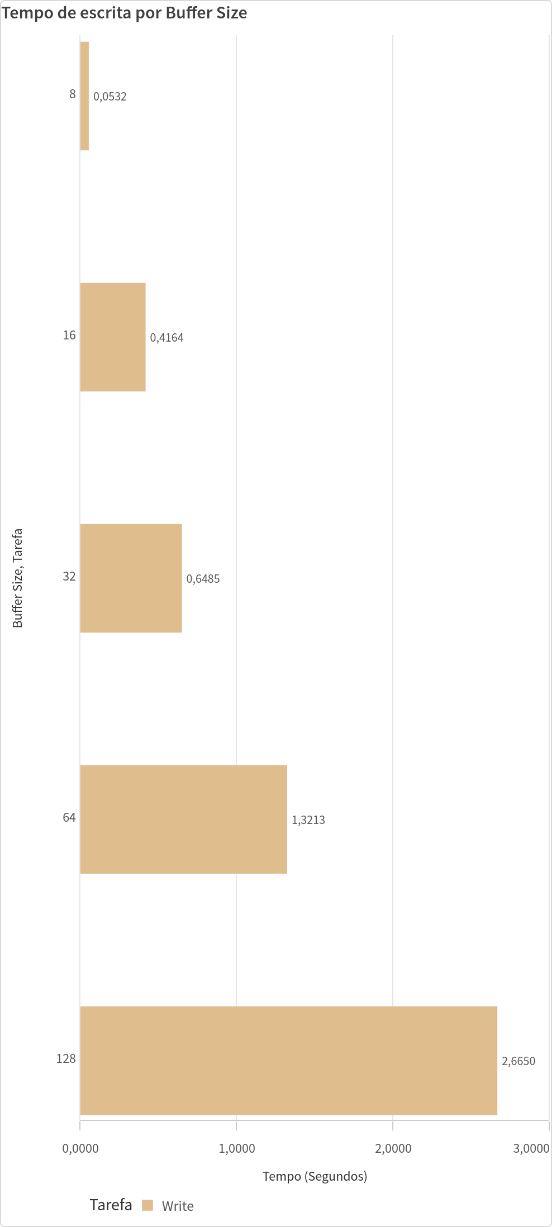 Tempo de escrita por Buffer Size
8
0,0532
16
0,4164
Buffer Size, Tarefa
32
0,6485
64
1,3213
128
2,6650
0,0000 1,0000 2,0000 3,0000
Tempo (Segundos)
Tarefa Write